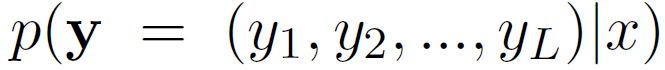 p(y = (y₁, y₂, ..., y_L)|x)